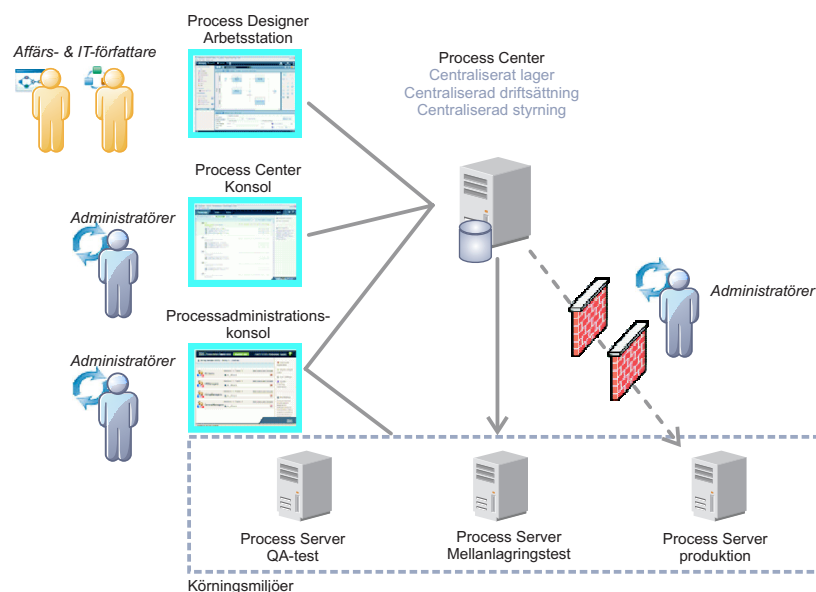 Process Designer
Arbetsstation
Affärs- & IT-författare
Process Center
Centraliserat lager
Centraliserad driftsättning
Centraliserad styrning
Process Center
Konsol
Administratörer
Administratörer
Processadministrations-
konsol
Administratörer
Process Server
QA-test
Process Server
Mellanlagringstest
Process Server
produktion
Körningsmiljöer